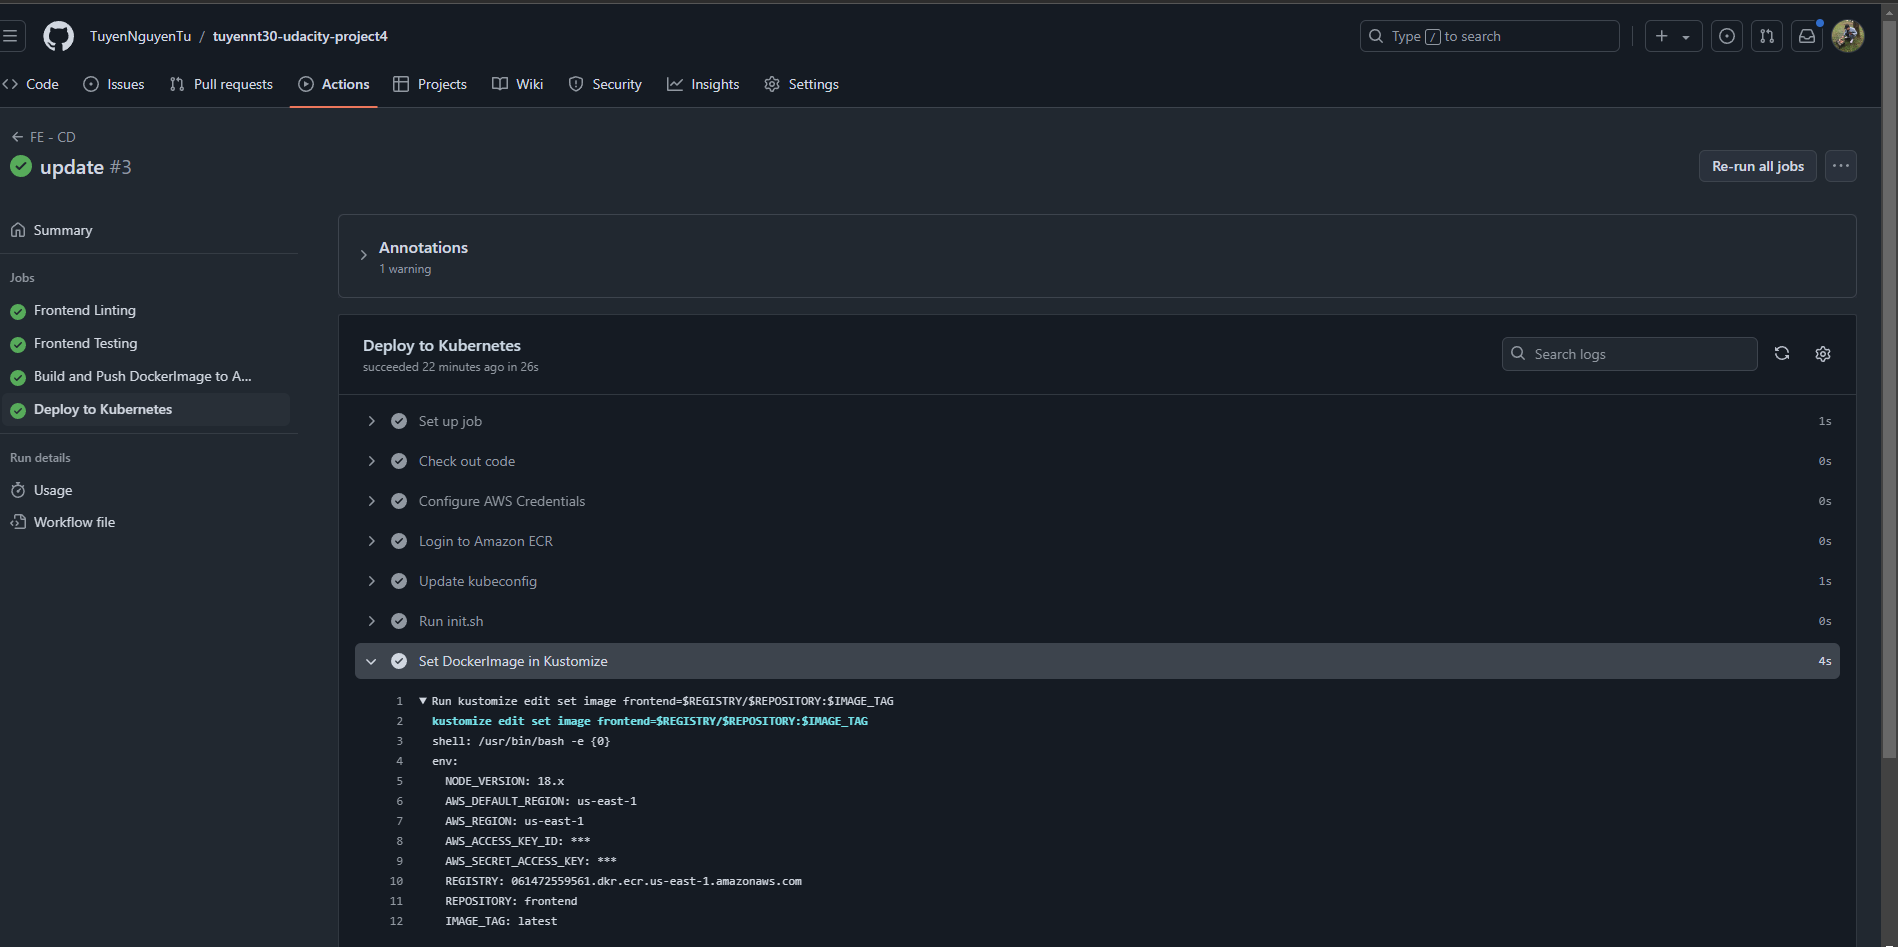 TuyenNguyenTu / tuyennt30-udacity-project4
Type / to search
Code
Issues
Pull requests
Actions
Projects
Wiki
Security
Insights
Settings
FE - CD
update #3
Re-run all jobs
Summary
Jobs
Frontend Linting
Frontend Testing
Build and Push DockerImage to A...
Deploy to Kubernetes
Run details
Usage
Workflow file
Annotations
1 warning
Deploy to Kubernetes
succeeded 22 minutes ago in 26s
Search logs
Set up job 1s
Check out code 0s
Configure AWS Credentials 0s
Login to Amazon ECR 0s
Update kubeconfig 1s
Run init.sh 0s
Set DockerImage in Kustomize 4s
1 ▼ Run kustomize edit set image frontend=$REGISTRY/$REPOSITORY:$IMAGE_TAG
2 kustomize edit set image frontend=$REGISTRY/$REPOSITORY:$IMAGE_TAG
3 shell: /usr/bin/bash -e {0}
4 env:
5 NODE_VERSION: 18.x
6 AWS_DEFAULT_REGION: us-east-1
7 AWS_REGION: us-east-1
8 AWS_ACCESS_KEY_ID: ***
9 AWS_SECRET_ACCESS_KEY: ***
10 REGISTRY: 061472559561.dkr.ecr.us-east-1.amazonaws.com
11 REPOSITORY: frontend
12 IMAGE_TAG: latest